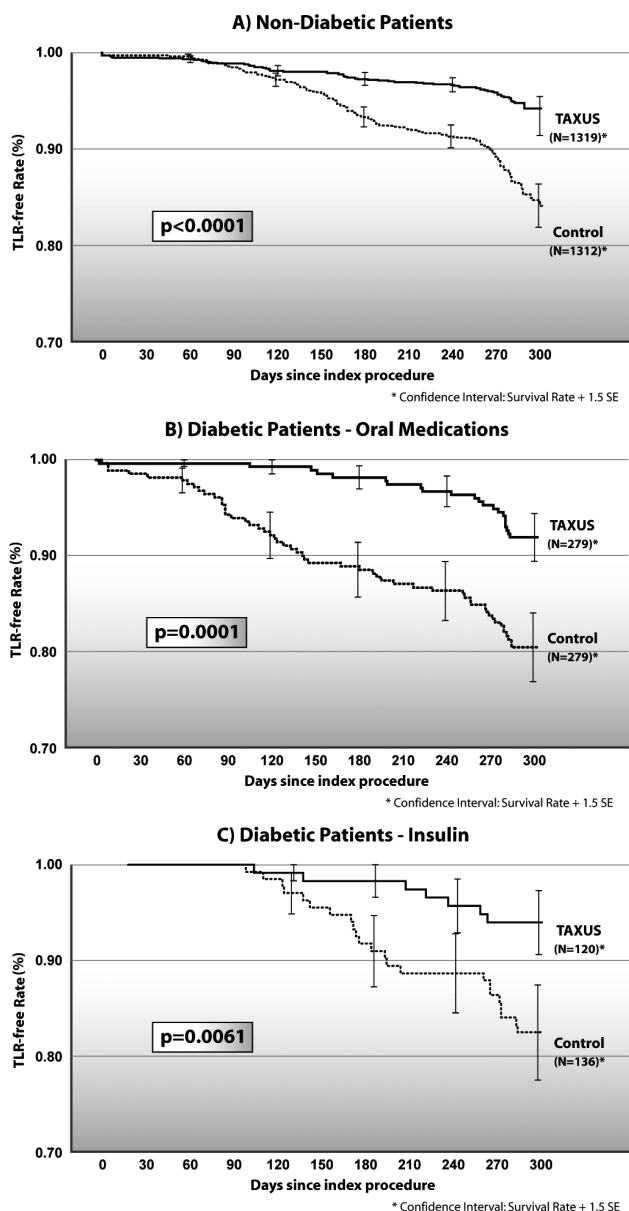 A) Non-Diabetic Patients
1.00
0.90
0.80
0.70
TLR-free Rate (%)
TAXUS
(N=1319)*
p<0.0001
Control
(N=1312)*
0 30 60 90 120 150 180 210 240 270 300
Days since index procedure
* Confidence Interval: Survival Rate + 1.5 SE
B) Diabetic Patients - Oral Medications
1.00
0.90
0.80
0.70
TLR-free Rate (%)
TAXUS
(N=279)*
p=0.0001
Control
(N=279)*
0 30 60 90 120 150 180 210 240 270 300
Days since index procedure
* Confidence Interval: Survival Rate + 1.5 SE
C) Diabetic Patients - Insulin
1.00
0.90
0.80
0.70
TLR-free Rate (%)
TAXUS
(N=120)*
p=0.0061
Control
(N=136)*
0 30 60 90 120 150 180 210 240 270 300
Days since index procedure
* Confidence Interval: Survival Rate + 1.5 SE